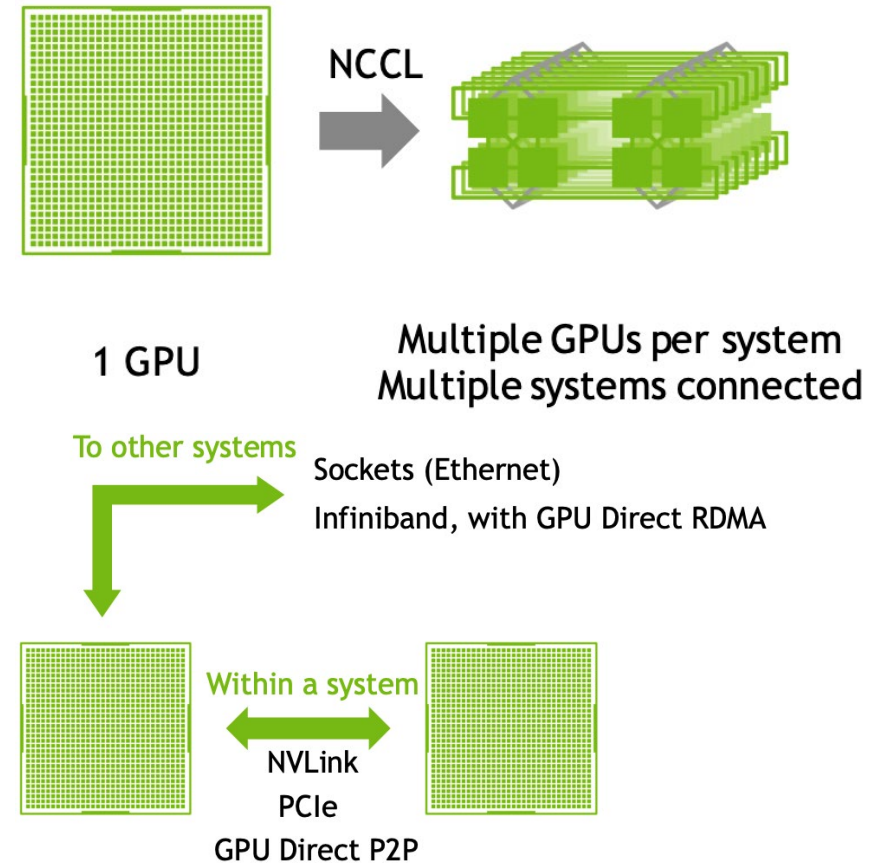 NCCL
1 GPU
Multiple GPUs per system
Multiple systems connected
To other systems
Sockets (Ethernet)
Infiniband, with GPU Direct RDMA
Within a system
NVLink
PCIe
GPU Direct P2P